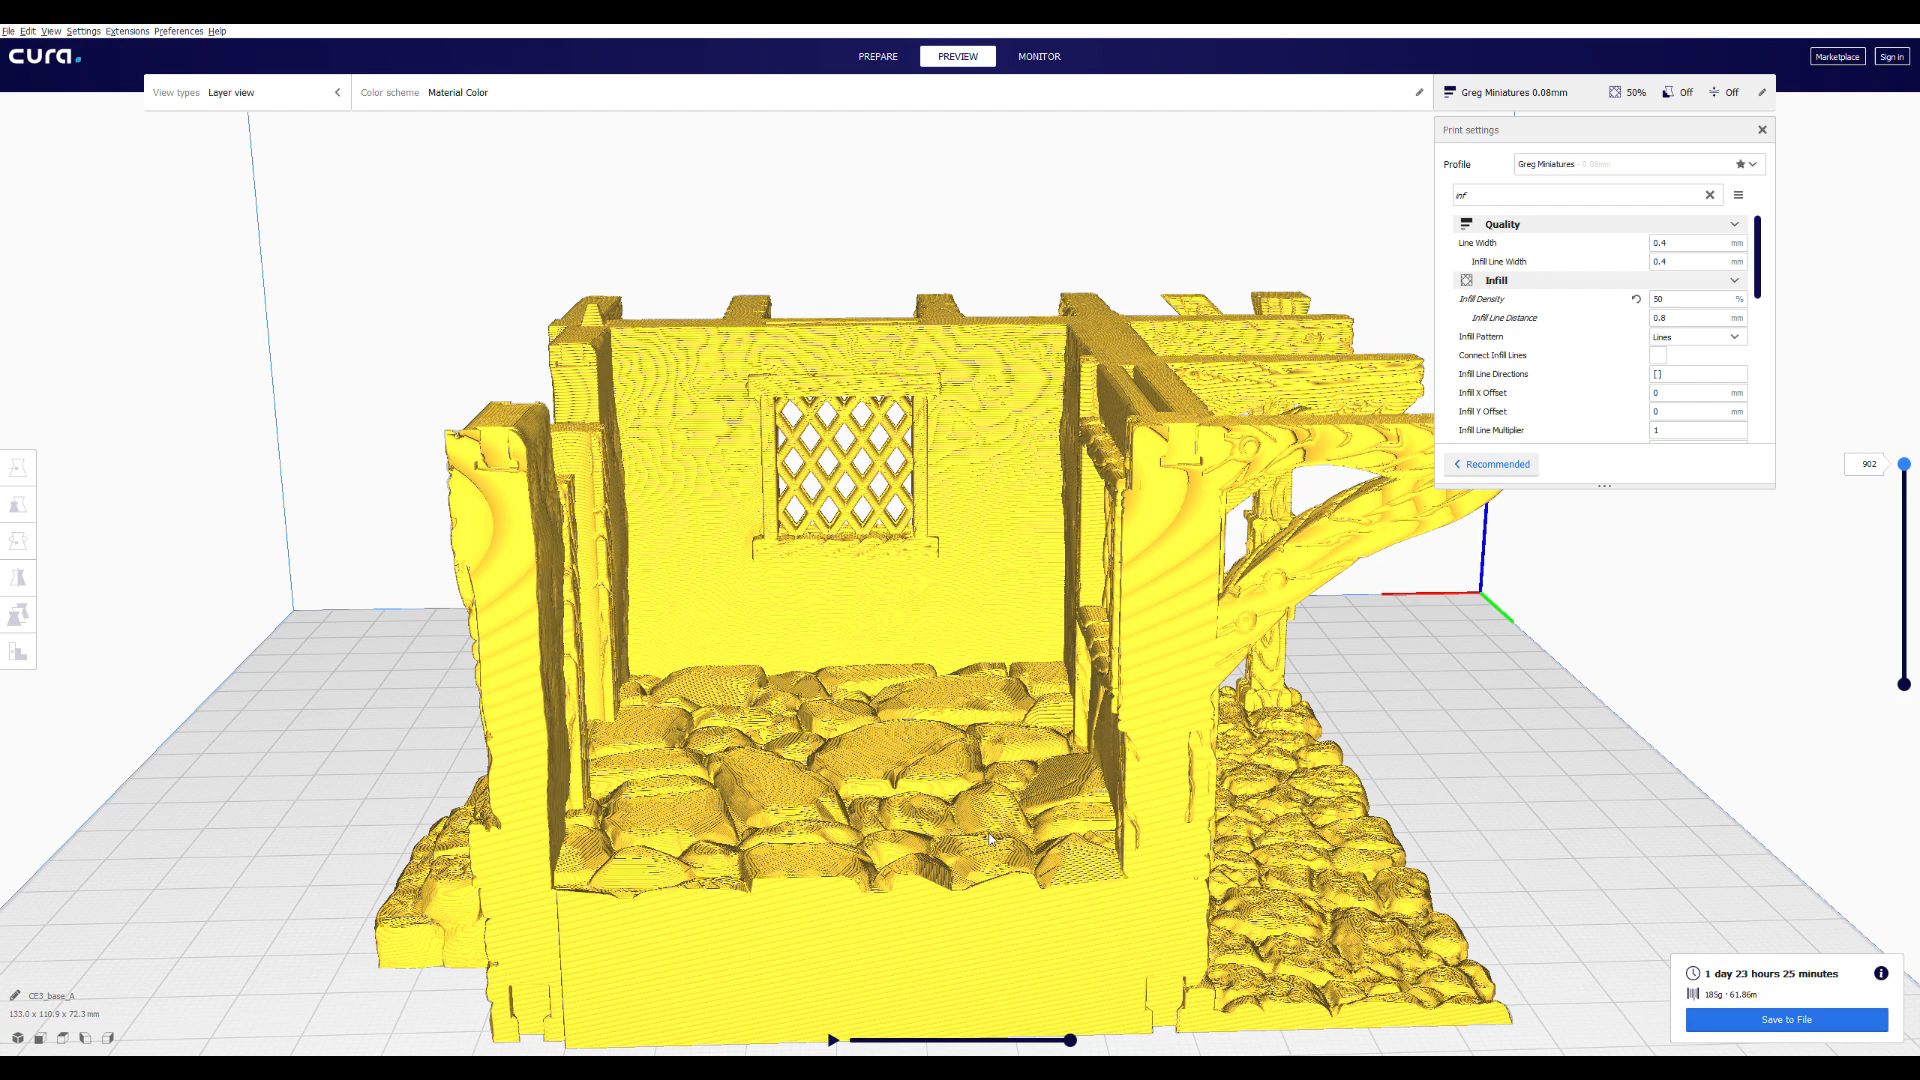 File Edit View Settings Extensions Preferences Help
cura.
PREPARE PREVIEW MONITOR
Marketplace Sign in
View types Layer view
Color scheme Material Color
Greg Miniatures 0.08mm 50% Off Off
Print settings
Profile Greg Miniatures - 0.08mm
inf
Quality
Line Width 0.4 mm
Infill Line Width 0.4 mm
Infill
Infill Density 50 %
Infill Line Distance 0.8 mm
Infill Pattern Lines
Connect Infill Lines
Infill Line Directions []
Infill X Offset 0 mm
Infill Y Offset 0 mm
Infill Line Multiplier 1
Recommended
902
CE3_base_A
133.0 x 110.9 x 72.3 mm
1 day 23 hours 25 minutes
185g · 61.86m
Save to File